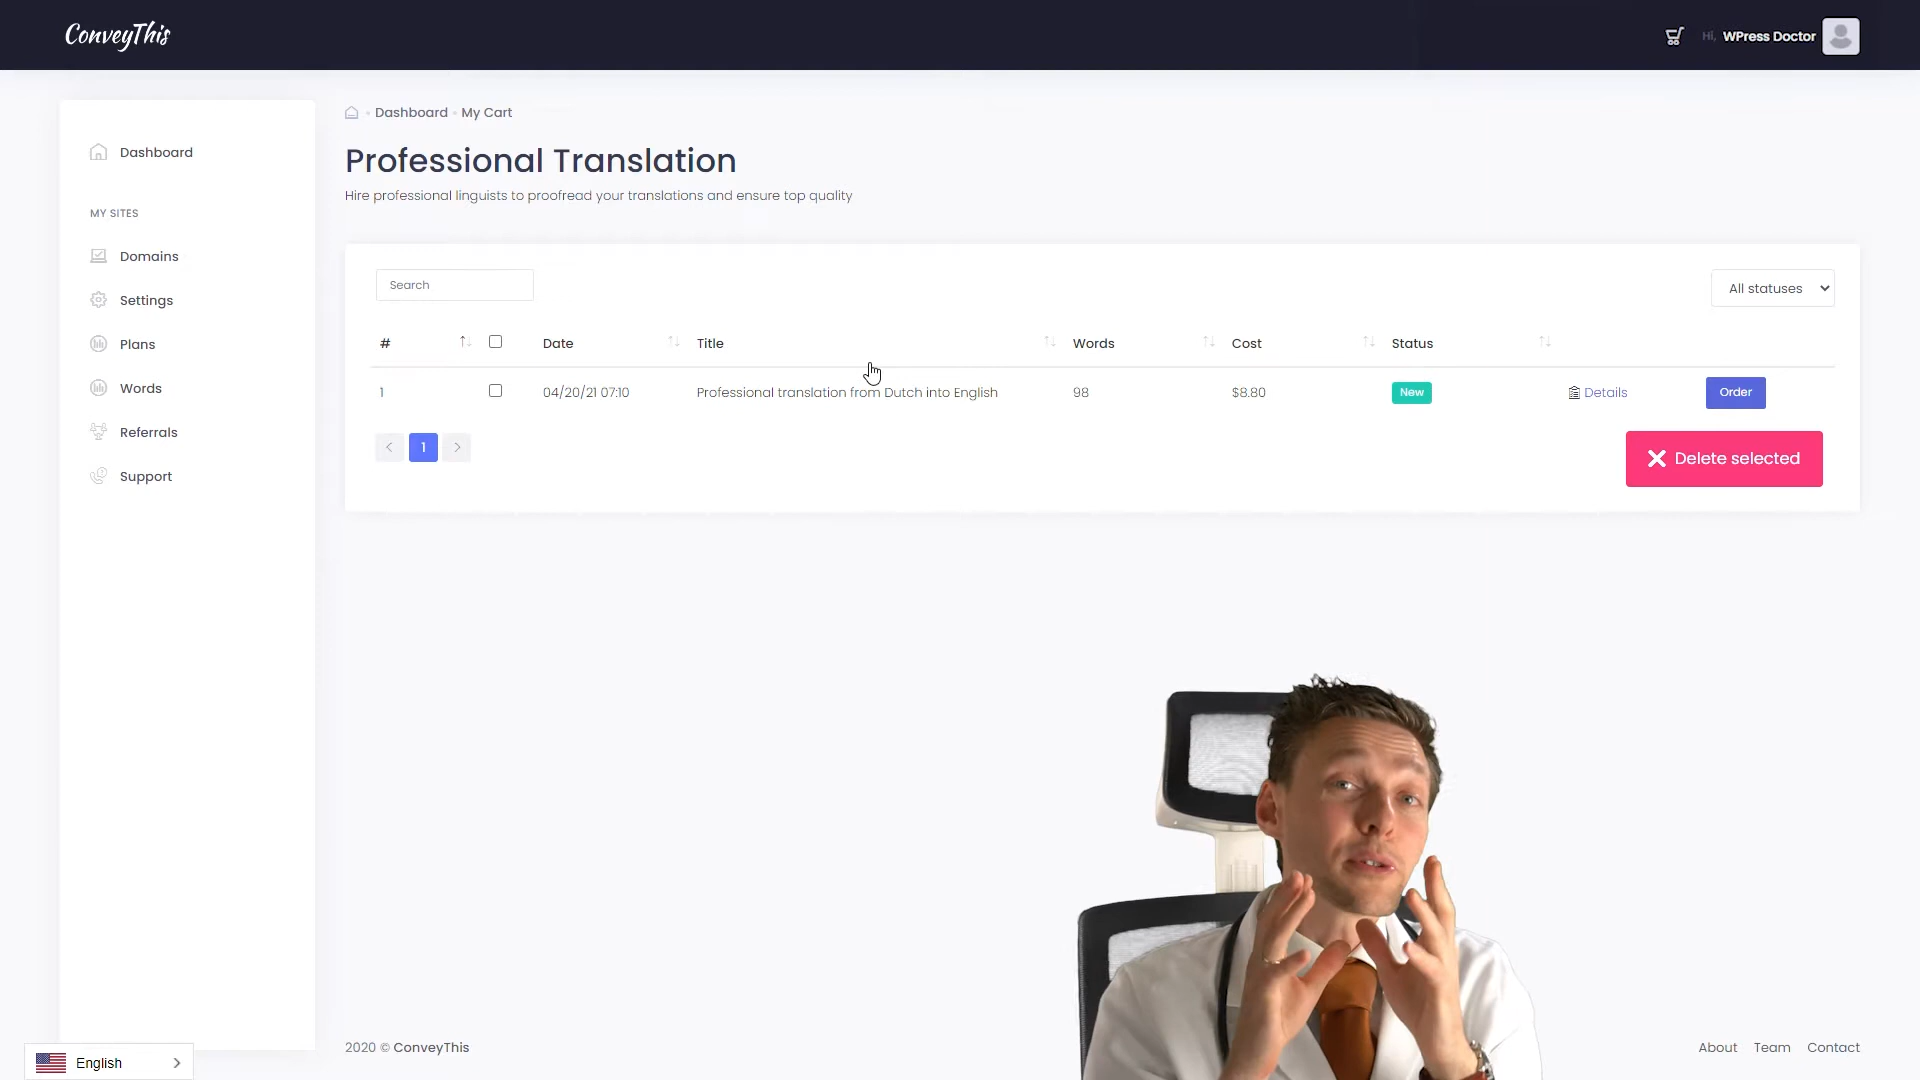 ConveyThis
Hi, WPress Doctor
Dashboard
MY SITES
Domains
Settings
Plans
Words
Referrals
Support
Dashboard My Cart
Professional Translation
Hire professional linguists to proofread your translations and ensure top quality
Search
All statuses
# Date Title Words Cost Status
1 04/20/21 07:10 Professional translation from Dutch into English 98 $8.80 New Details Order
1
Delete selected
2020 © ConveyThis
About Team Contact
English